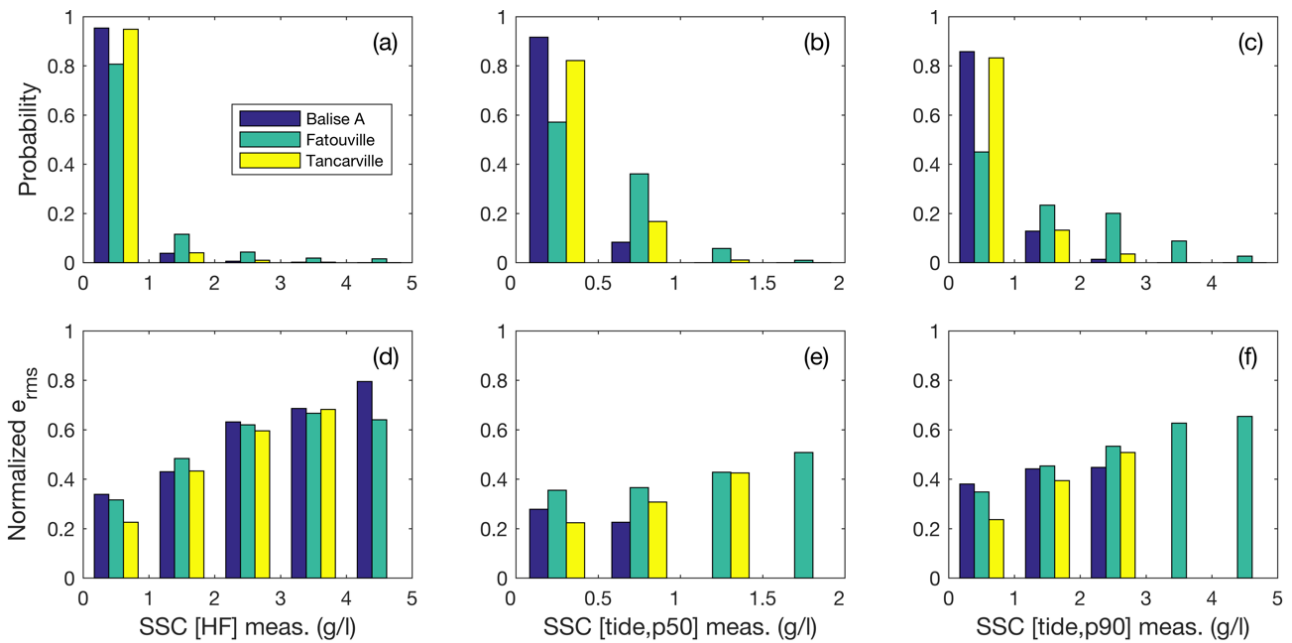 1
0.8
0.6
0.4
0.2
0
Probability
(a)
Balise A
Fatouville
Tancarville
0 1 2 3 4 5
1
0.8
0.6
0.4
0.2
0
(b)
0 0.5 1 1.5 2
1
0.8
0.6
0.4
0.2
0
(c)
0 1 2 3 4 5
1
0.8
0.6
0.4
0.2
0
Normalized e_rms
(d)
0 1 2 3 4 5
SSC [HF] meas. (g/l)
1
0.8
0.6
0.4
0.2
0
(e)
0 0.5 1 1.5 2
SSC [tide,p50] meas. (g/l)
1
0.8
0.6
0.4
0.2
0
(f)
0 1 2 3 4 5
SSC [tide,p90] meas. (g/l)